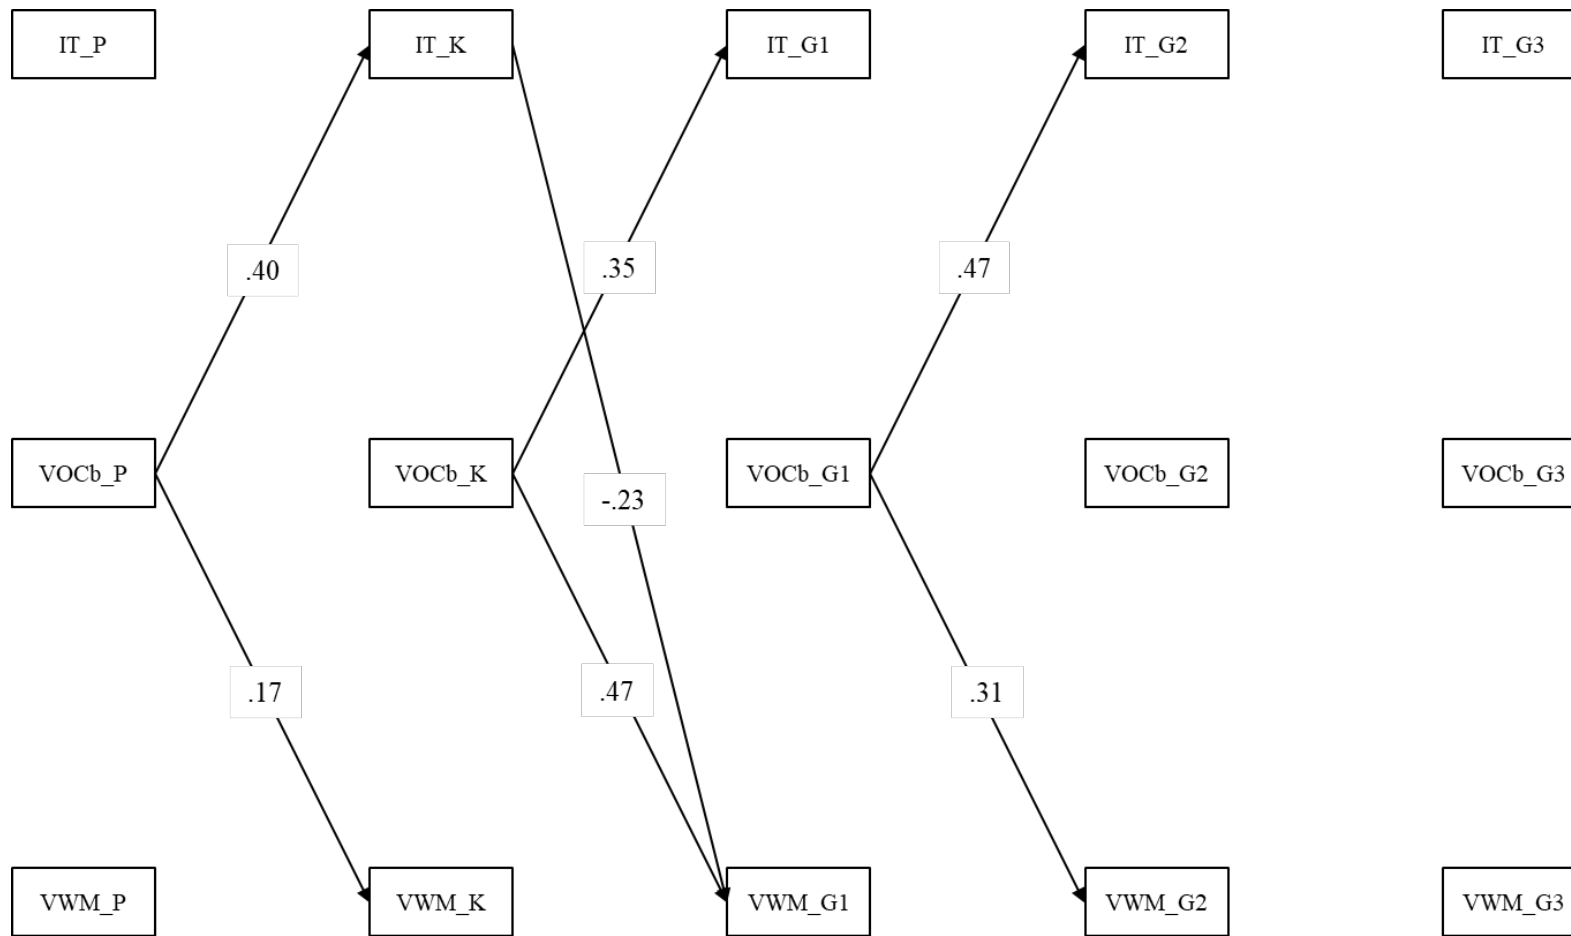 IT_P
IT_K
IT_G1
IT_G2
IT_G3
.40
.35
.47
VOCb_P
VOCb_K
VOCb_G1
VOCb_G2
VOCb_G3
-.23
.17
.47
.31
VWM_P
VWM_K
VWM_G1
VWM_G2
VWM_G3